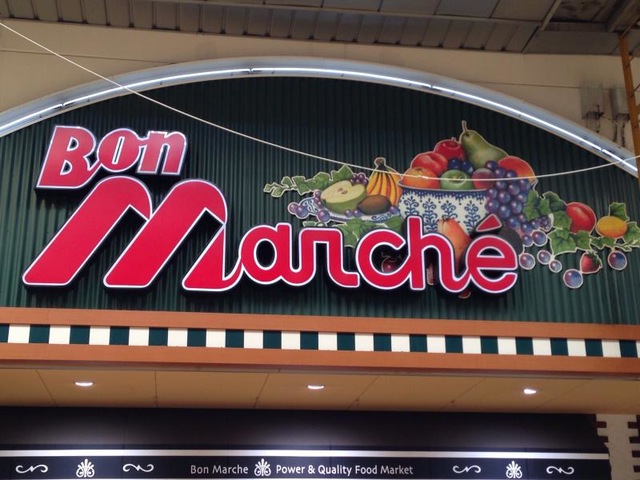 Bon
Marché
Bon Marche Power & Quality Food Market